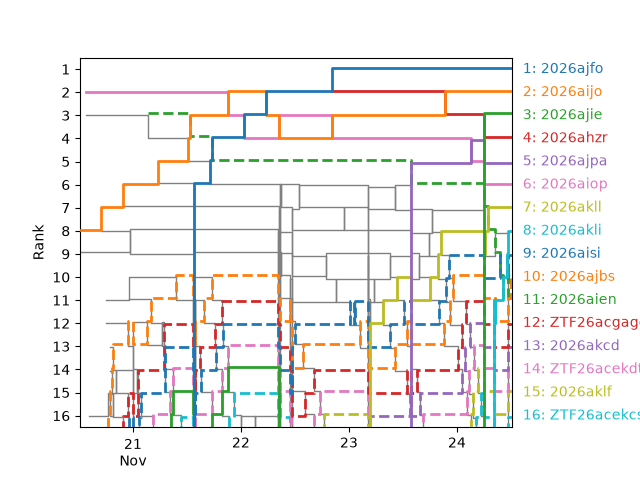 1
2
3
4
5
6
7
8
9
10
11
12
13
14
15
16
Rank
21
22
23
24
Nov
1: 2026ajfo
2: 2026aijo
3: 2026ajie
4: 2026ahzr
5: 2026ajpa
6: 2026aiop
7: 2026akll
8: 2026akli
9: 2026aisi
10: 2026ajbs
11: 2026aien
12: ZTF26acgag
13: 2026akcd
14: ZTF26acekdt
15: 2026aklf
16: ZTF26acekcs